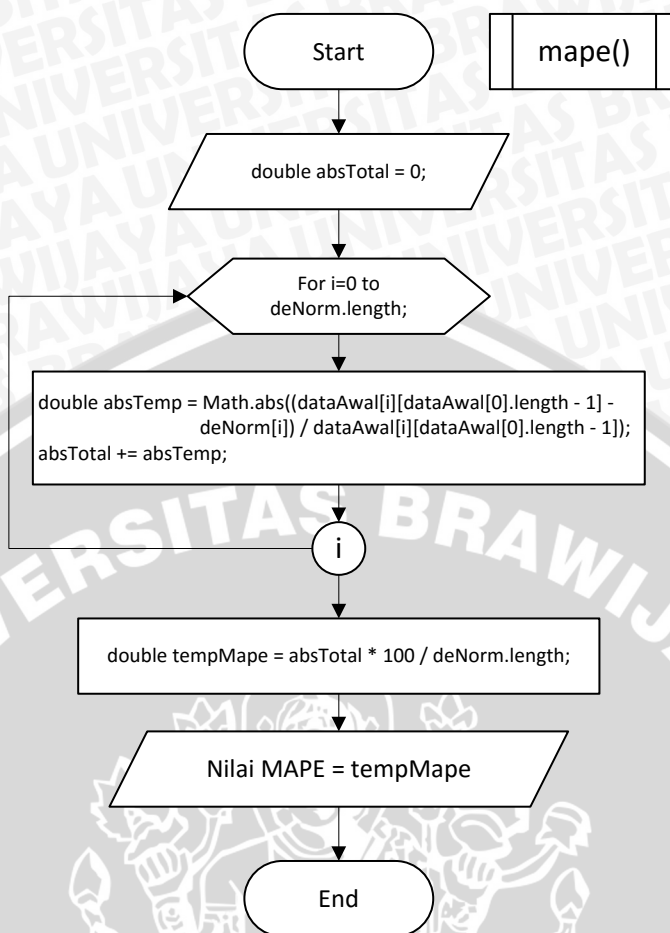 Start
mape()
double absTotal = 0;
For i=0 to
deNorm.length;
double absTemp = Math.abs((dataAwal[i][dataAwal[0].length - 1] -
deNorm[i]) / dataAwal[i][dataAwal[0].length - 1]);
absTotal += absTemp;
i
double tempMape = absTotal * 100 / deNorm.length;
Nilai MAPE = tempMape
End